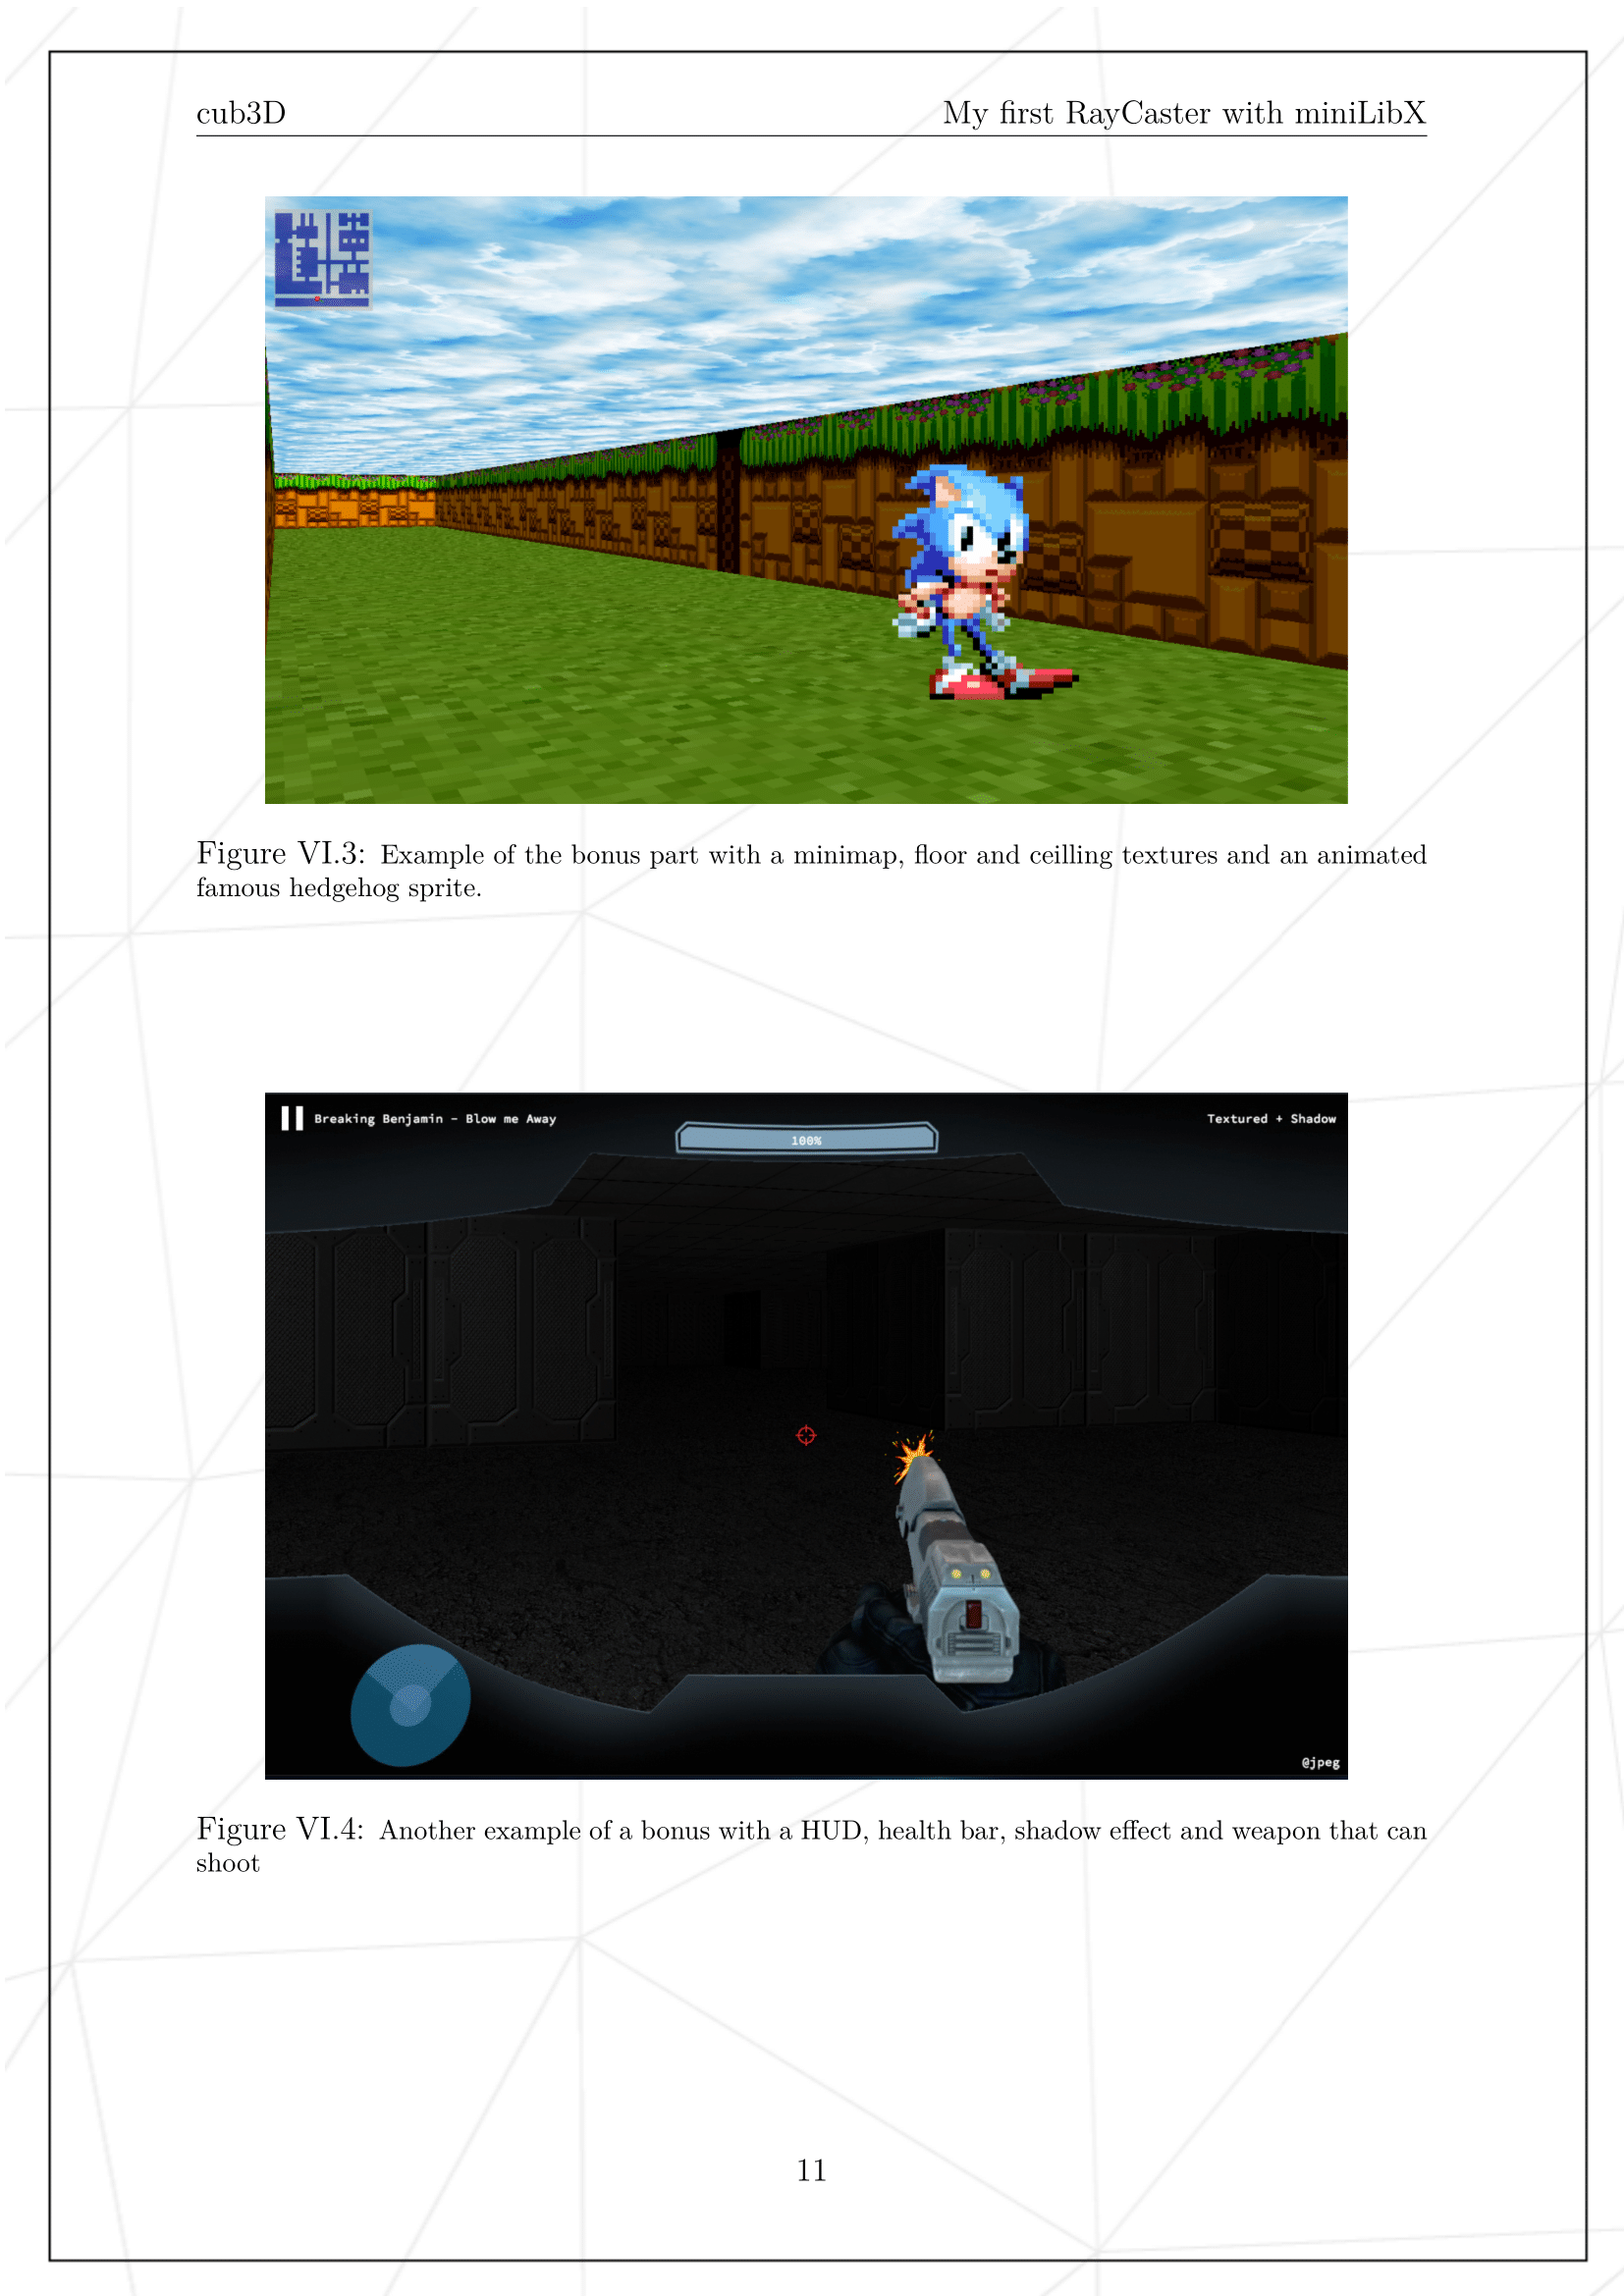 cub3D
My first RayCaster with miniLibX
Figure VI.3: Example of the bonus part with a minimap, floor and ceilling textures and an animated
famous hedgehog sprite.
Breaking Benjamin - Blow me Away
100%
Textured + Shadow
@jpeg
Figure VI.4: Another example of a bonus with a HUD, health bar, shadow effect and weapon that can
shoot
11